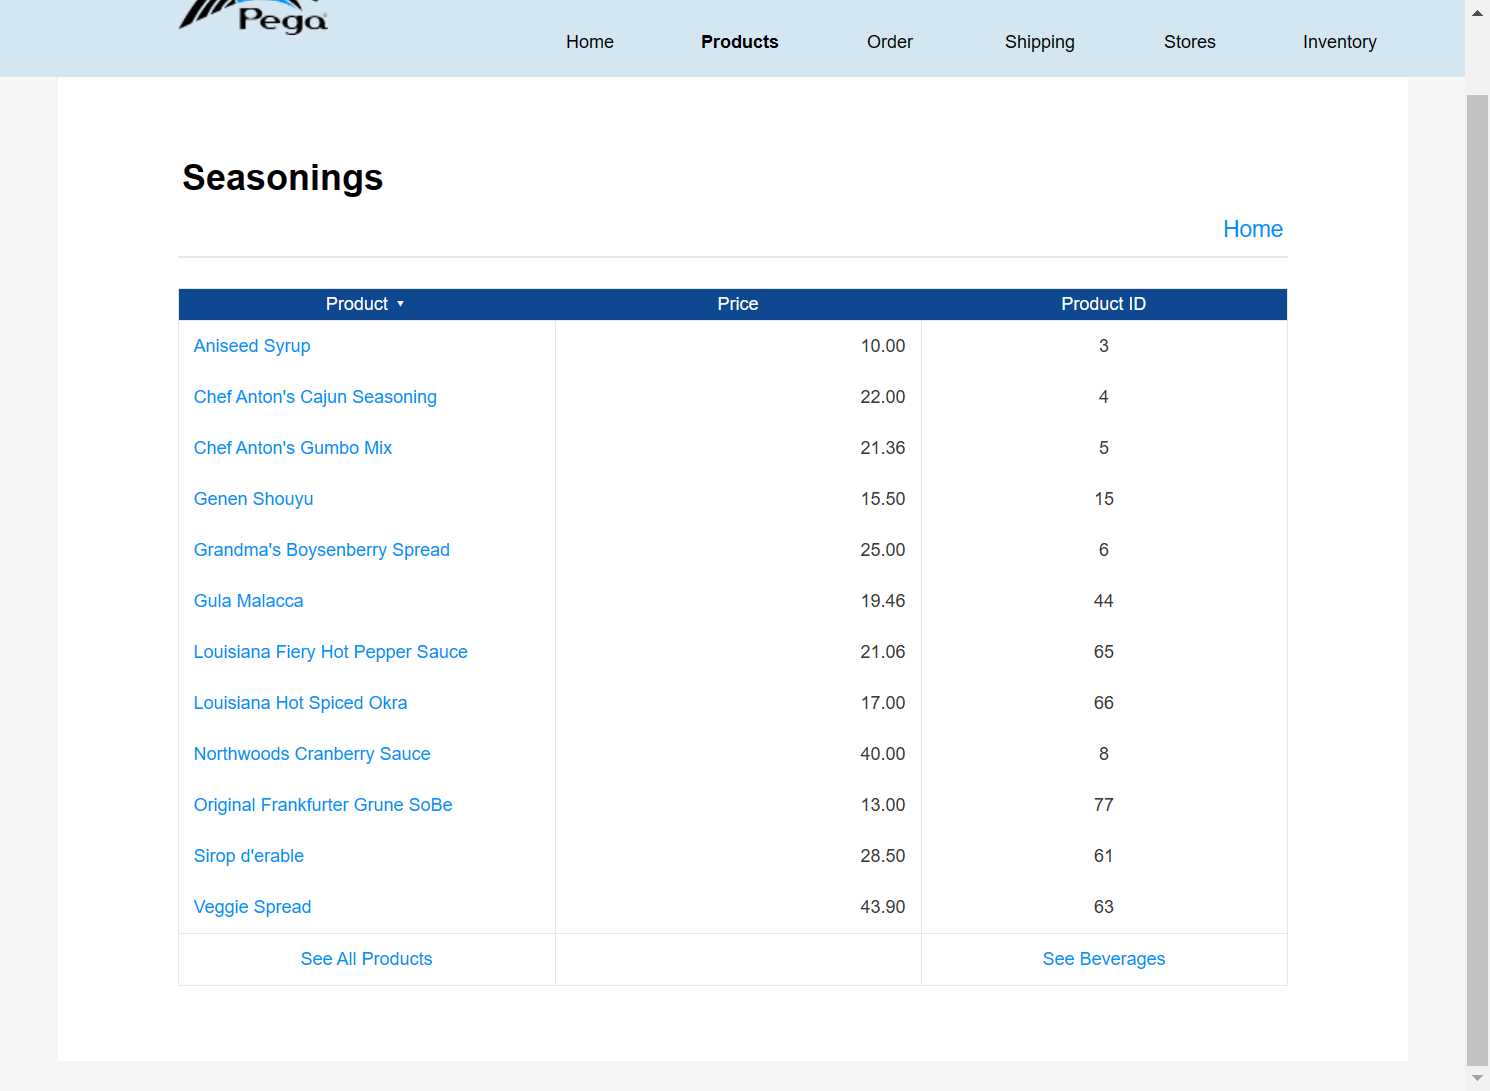 Pega
Home Products Order Shipping Stores Inventory
Seasonings
Home
Product ▼ Price Product ID
Aniseed Syrup 10.00 3
Chef Anton's Cajun Seasoning 22.00 4
Chef Anton's Gumbo Mix 21.36 5
Genen Shouyu 15.50 15
Grandma's Boysenberry Spread 25.00 6
Gula Malacca 19.46 44
Louisiana Fiery Hot Pepper Sauce 21.06 65
Louisiana Hot Spiced Okra 17.00 66
Northwoods Cranberry Sauce 40.00 8
Original Frankfurter Grune SoBe 13.00 77
Sirop d'erable 28.50 61
Veggie Spread 43.90 63
See All Products See Beverages